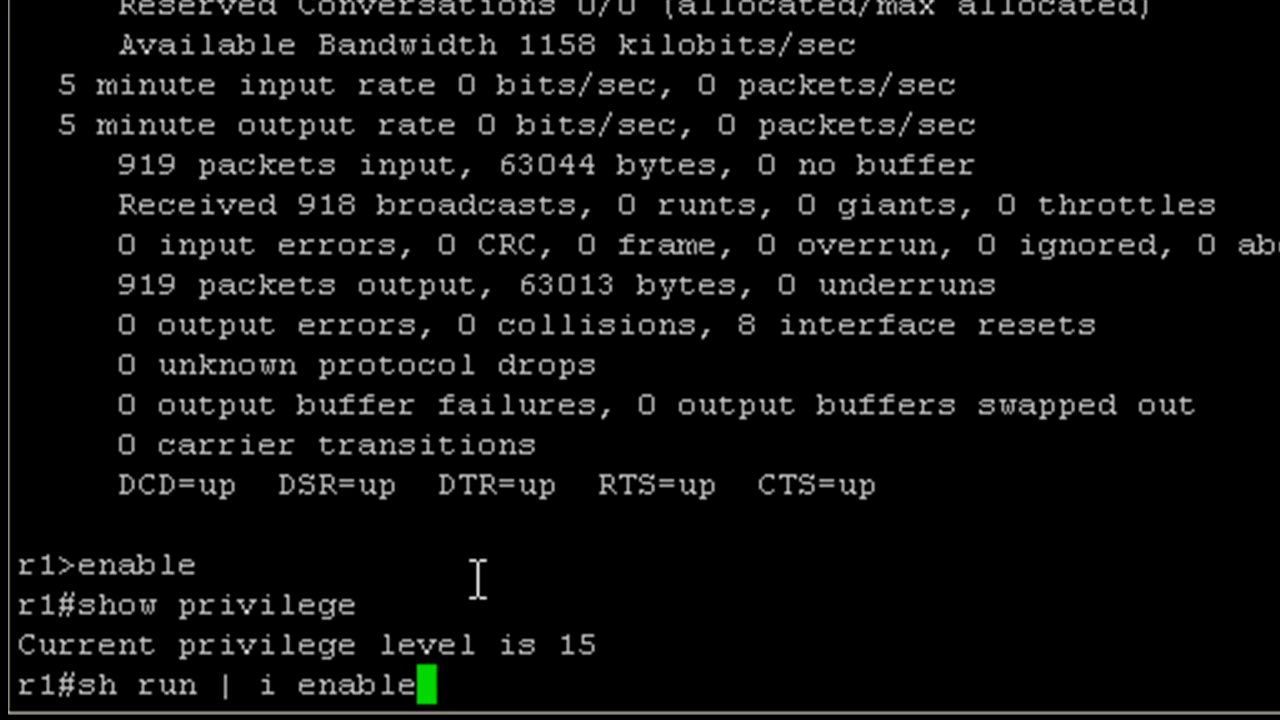 Reserved Conversations 0/0 (allocated/max allocated)
Available Bandwidth 1158 kilobits/sec
5 minute input rate 0 bits/sec, 0 packets/sec
5 minute output rate 0 bits/sec, 0 packets/sec
919 packets input, 63044 bytes, 0 no buffer
Received 918 broadcasts, 0 runts, 0 giants, 0 throttles
0 input errors, 0 CRC, 0 frame, 0 overrun, 0 ignored, 0 ab
919 packets output, 63013 bytes, 0 underruns
0 output errors, 0 collisions, 8 interface resets
0 unknown protocol drops
0 output buffer failures, 0 output buffers swapped out
0 carrier transitions
DCD=up DSR=up DTR=up RTS=up CTS=up
r1>enable
r1#show privilege
Current privilege level is 15
r1#sh run | i enable